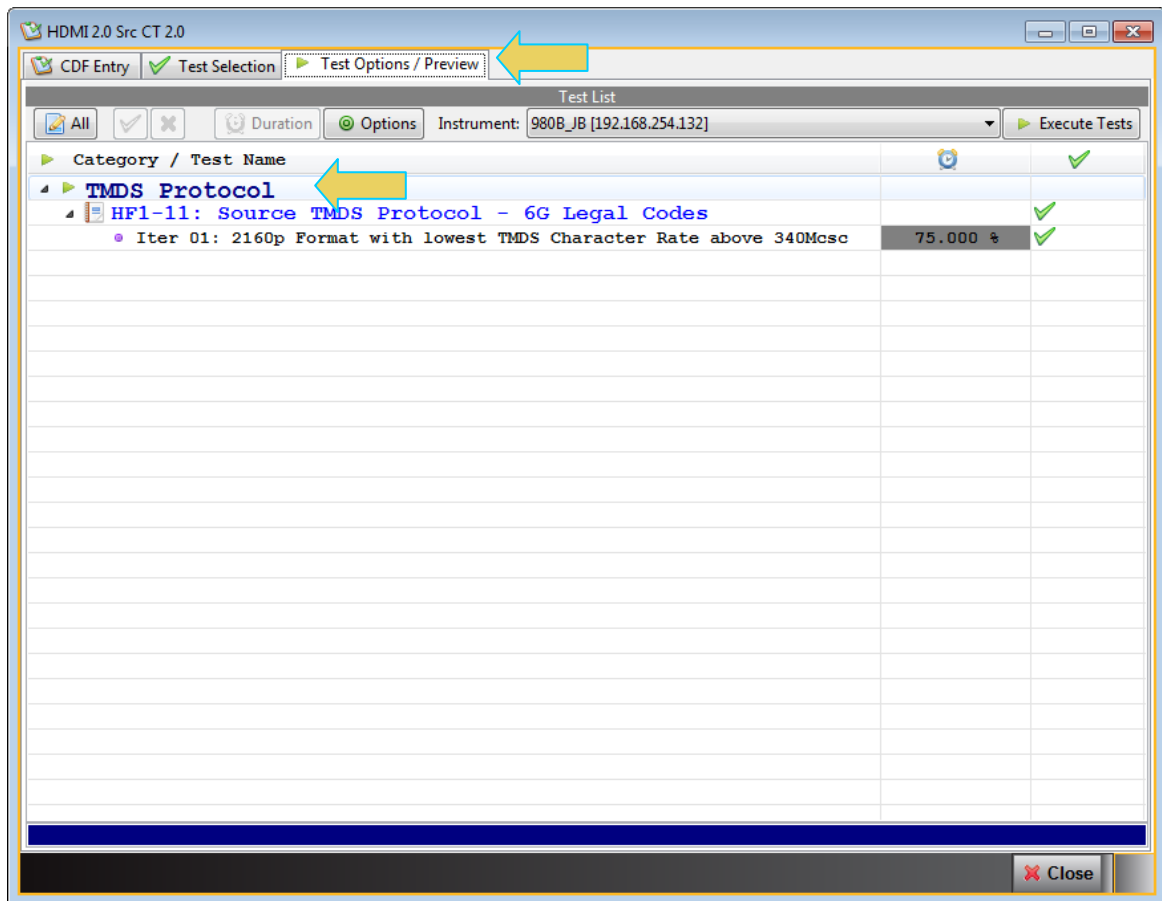 HDMI 2.0 Src CT 2.0
CDF Entry Test Selection Test Options / Preview
Test List
All Duration Options Instrument: 980B_JB [192.168.254.132] Execute Tests
Category / Test Name
TMDS Protocol
HF1-11: Source TMDS Protocol - 6G Legal Codes
Iter 01: 2160p Format with lowest TMDS Character Rate above 340Mcsc 75.000 %
Close